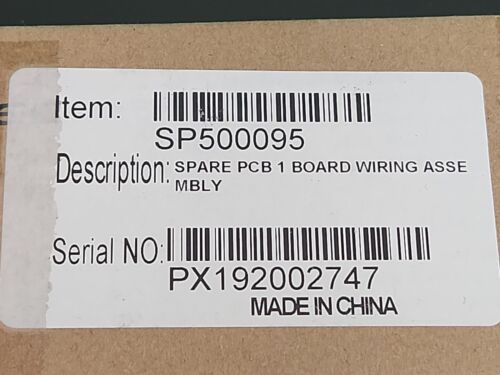 Item:
SP500095
Description: SPARE PCB 1 BOARD WIRING ASSE
MBLY
Serial NO:
PX192002747
MADE IN CHINA